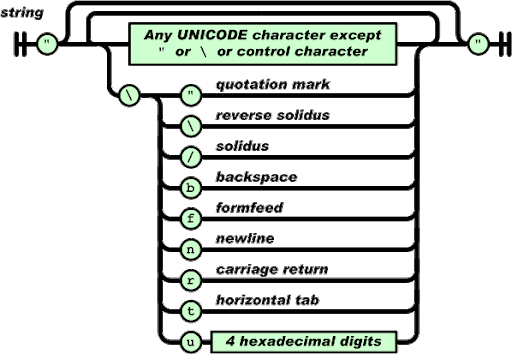 string
" Any UNICODE character except "
" or \ or control character
\ " quotation mark
\ reverse solidus
/ solidus
b backspace
f formfeed
n newline
r carriage return
t horizontal tab
u 4 hexadecimal digits